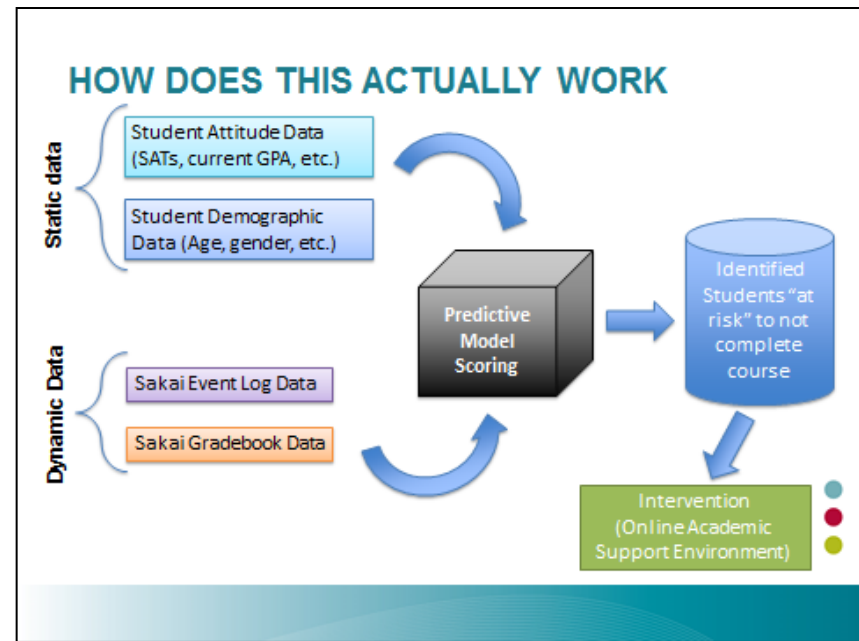 HOW DOES THIS ACTUALLY WORK
Static data
Student Attitude Data
(SATs, current GPA, etc.)
Student Demographic
Data (Age, gender, etc.)
Predictive
Model
Scoring
Identified
Students “at
risk” to not
complete
course
Dynamic Data
Sakai Event Log Data
Sakai Gradebook Data
Intervention
(Online Academic
Support Environment)